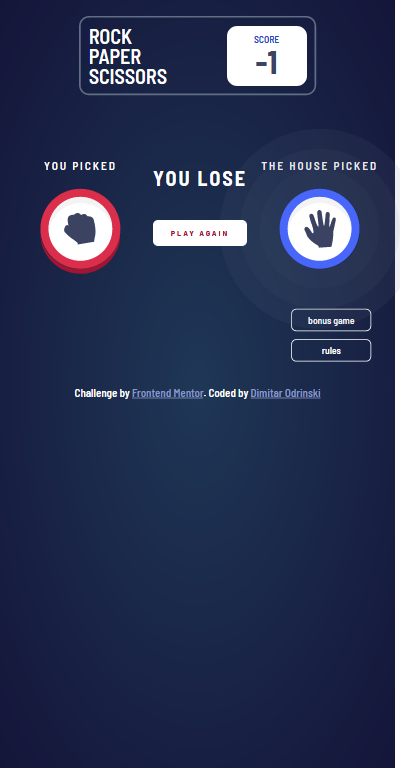 ROCK
PAPER
SCISSORS
SCORE
-1
YOU PICKED
YOU LOSE
THE HOUSE PICKED
PLAY AGAIN
bonus game
rules
Challenge by Frontend Mentor. Coded by Dimitar Odrinski